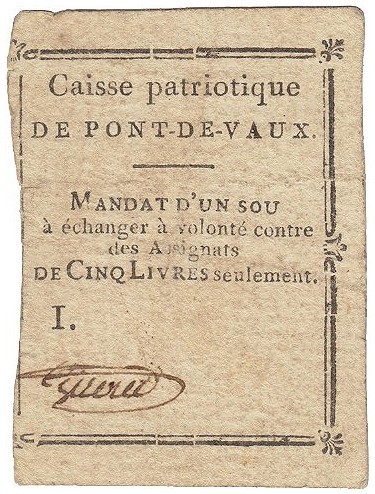 Caisse patriotique
DE PONT-DE-VAUX.
MANDAT D'UN SOU
à échanger à volonté contre
des Assignats
DE CINQ LIVRES seulement.
I.